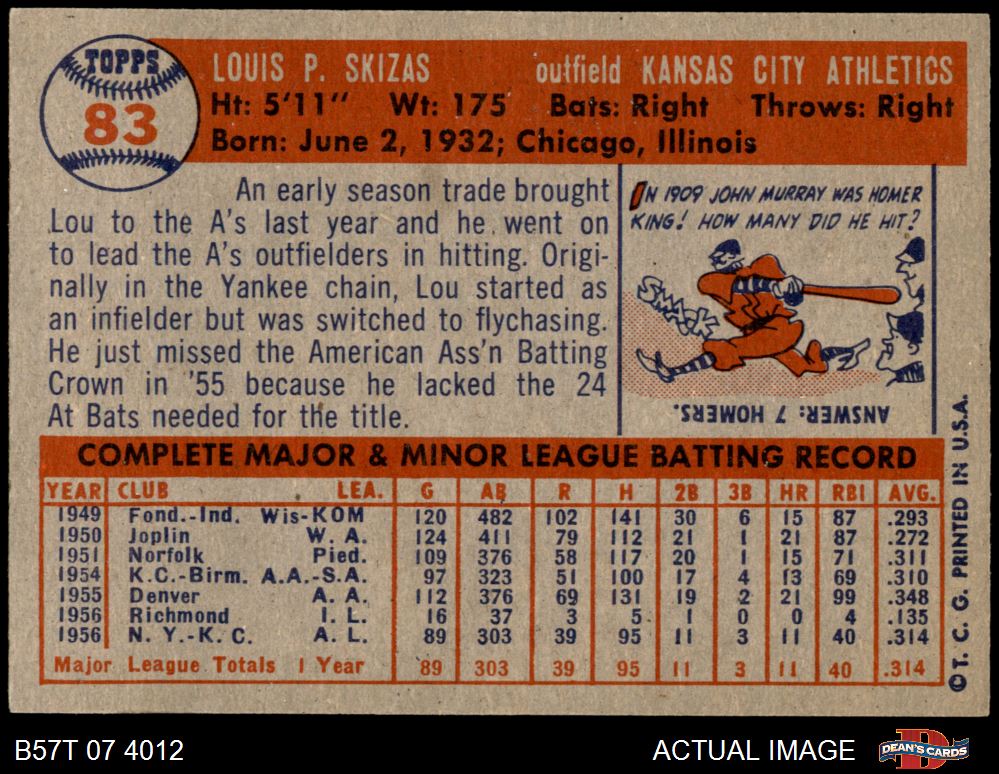 TOPPS
83
LOUIS P. SKIZAS outfield KANSAS CITY ATHLETICS
Ht: 5'11" Wt: 175 Bats: Right Throws: Right
Born: June 2, 1932; Chicago, Illinois
An early season trade brought
Lou to the A's last year and he went on
to lead the A's outfielders in hitting. Origi-
nally in the Yankee chain, Lou started as
an infielder but was switched to flychasing.
He just missed the American Ass'n Batting
Crown in '55 because he lacked the 24
At Bats needed for the title.
IN 1909 JOHN MURRAY WAS HOMER
KING! HOW MANY DID HE HIT?
SMACK
ANSWER: 7 HOMERS.
COMPLETE MAJOR & MINOR LEAGUE BATTING RECORD
YEAR CLUB LEA. G AB R H 2B 3B HR RBI AVG.
1949 Fond.-Ind. Wis-KOM 120 482 102 141 30 6 15 87 .293
1950 Joplin W. A. 124 411 79 112 21 1 21 87 .272
1951 Norfolk Pied. 109 376 58 117 20 1 15 71 .311
1954 K.C.-Birm. A.A.-S.A. 97 323 51 100 17 4 13 69 .310
1955 Denver A. A. 112 376 69 131 19 2 21 99 .348
1956 Richmond I. L. 16 37 3 5 1 0 0 4 .135
1956 N. Y.-K. C. A. L. 89 303 39 95 11 3 11 40 .314
Major League Totals 1 Year 89 303 39 95 11 3 11 40 .314
©T. C. G. PRINTED IN U.S.A.
B57T 07 4012
ACTUAL IMAGE
DEAN'S CARDS